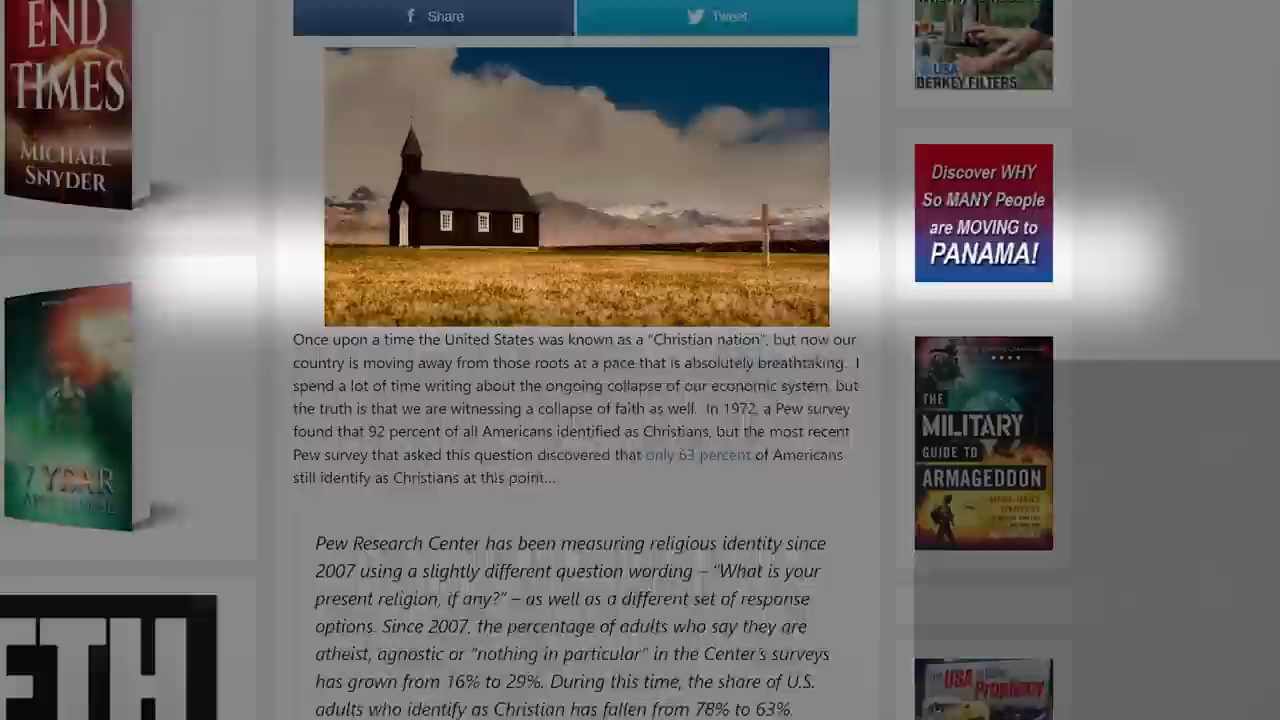 END
TIMES
MICHAEL
SNYDER
Share
Tweet
USA
BERKEY FILTERS
Discover WHY
So MANY People
are MOVING to
PANAMA!
Once upon a time the United States was known as a "Christian nation", but now our
country is moving away from those roots at a pace that is absolutely breathtaking.  I
spend a lot of time writing about the ongoing collapse of our economic system, but
the truth is that we are witnessing a collapse of faith as well.  In 1972, a Pew survey
found that 92 percent of all Americans identified as Christians, but the most recent
Pew survey that asked this question discovered that only 63 percent of Americans
still identify as Christians at this point...
7 YEAR
THE
MILITARY
GUIDE TO
ARMAGEDDON
Pew Research Center has been measuring religious identity since
2007 using a slightly different question wording – "What is your
present religion, if any?" – as well as a different set of response
options. Since 2007, the percentage of adults who say they are
atheist, agnostic or "nothing in particular" in the Center's surveys
has grown from 16% to 29%. During this time, the share of U.S.
adults who identify as Christian has fallen from 78% to 63%.
ETH
USA
Prophecy